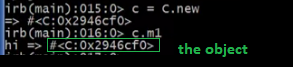 irb(main):015:0> c = C.new
=> #<C:0x2946cf0>
irb(main):016:0> c.m1
hi => #<C:0x2946cf0>
the object